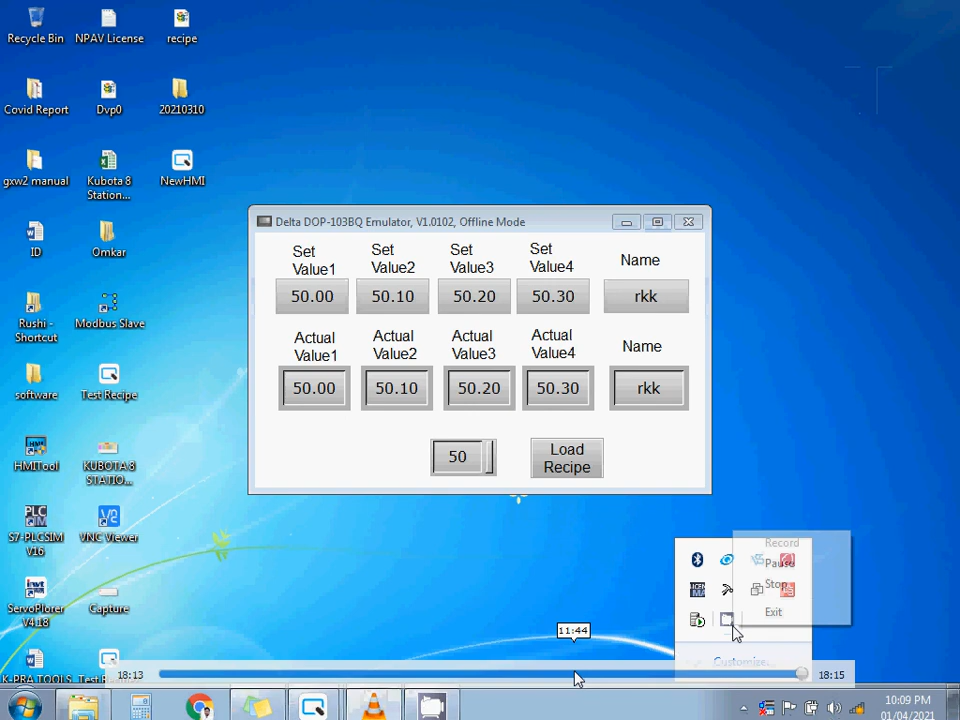 Recycle Bin
NPAV License
recipe
Covid Report
Dvp0
20210310
gxw2 manual
Kubota 8
Station...
NewHMI
ID
Omkar
Rushi -
Shortcut
Modbus Slave
software
Test Recipe
HMITool
KUBOTA 8
STATIO...
S7-PLCSIM
V16
VNC Viewer
ServoPlorer
V4.18
Capture
K-PRA TOOLS
Delta DOP-103BQ Emulator, V1.0102, Offline Mode
Set
Value1
Set
Value2
Set
Value3
Set
Value4
Name
50.00
50.10
50.20
50.30
rkk
Actual
Value1
Actual
Value2
Actual
Value3
Actual
Value4
Name
50.00
50.10
50.20
50.30
rkk
50
Load
Recipe
Record
Pause
Stop
Exit
Customize...
11:44
18:13
18:15
10:09 PM
01/04/2021